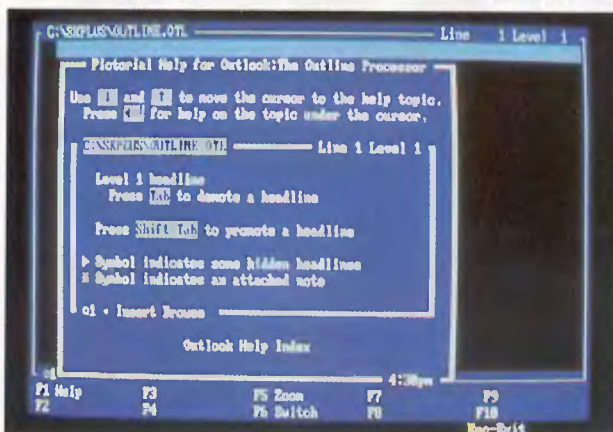 C:\SKPLUS\OUTLINE.OTL Line 1 Level 1
Pictorial Help for Outlook:The Outline Processor
Use ↑ and ↓ to move the cursor to the help topic.
Press for help on the topic under the cursor.
C:\SKPLUS\OUTLINE.OTL Line 1 Level 1
Level 1 headline
Press Tab to demote a headline
Press Shift Tab to promote a headline
Symbol indicates some hidden headlines
Symbol indicates an attached note
Insert Browse
Outlook Help Index
4:30pm
F1 Help F3 F5 Zoom F7 F9
F2 F4 F6 Switch F8 F10
Esc-Exit